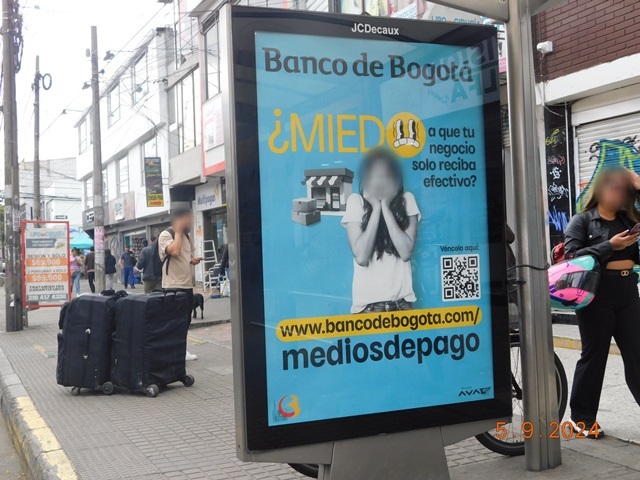 JCDecaux
Banco de Bogotá
¿MIEDO
a que tu
negocio
solo reciba
efectivo?
Véncelo aquí:
www.bancodebogota.com/
mediosdepago
AVAL
5.9.2024